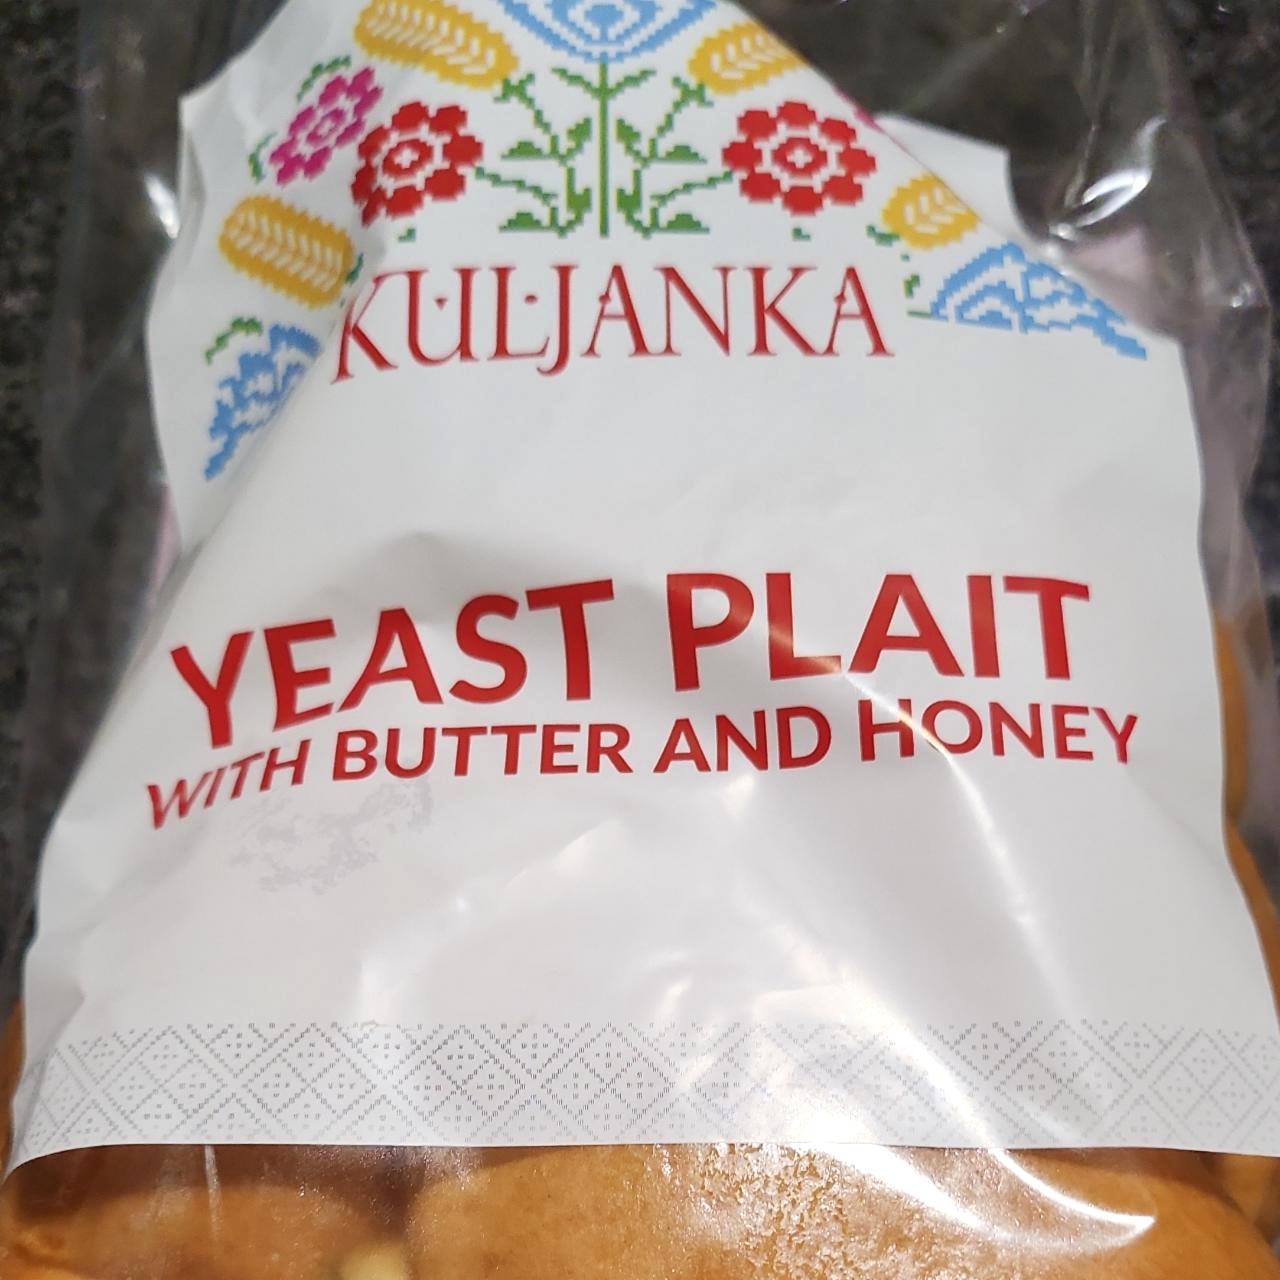 KULJANKA
YEAST PLAIT
WITH BUTTER AND HONEY